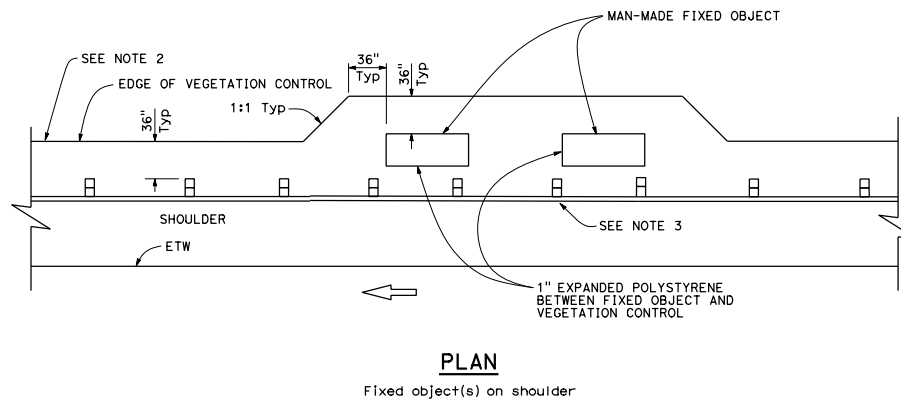 MAN-MADE FIXED OBJECT
36"
Typ
36"
Typ
SEE NOTE 2
EDGE OF VEGETATION CONTROL
1:1 Typ
36"
Typ
SHOULDER
SEE NOTE 3
ETW
1" EXPANDED POLYSTYRENE
BETWEEN FIXED OBJECT AND
VEGETATION CONTROL
PLAN
Fixed object(s) on shoulder